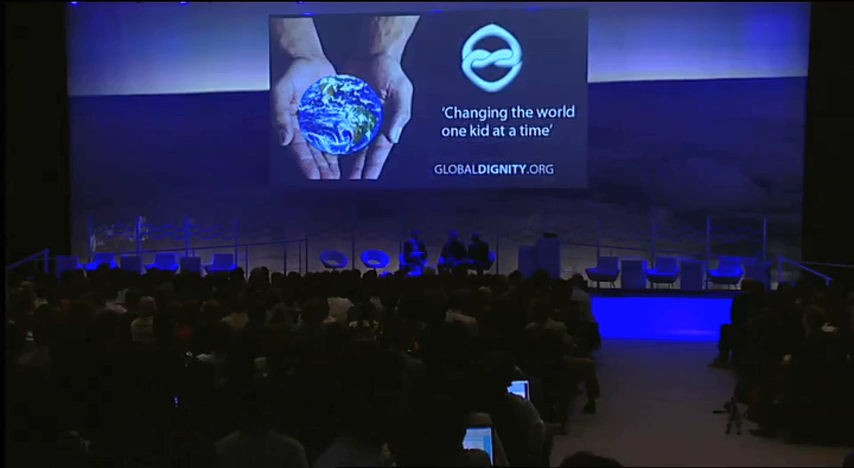 'Changing the world
one kid at a time'
GLOBALDIGNITY.ORG